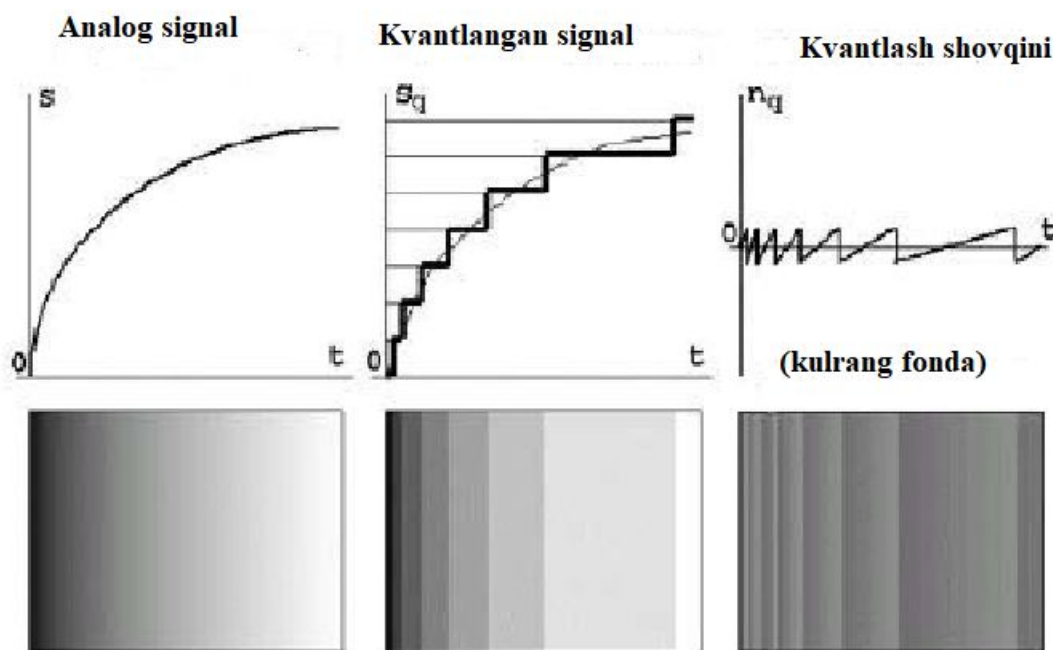 Analog signal
Kvantlangan signal
Kvantlash shovqini
s
0
t
Sq
0
t
nq
0
t
(kulrang fonda)